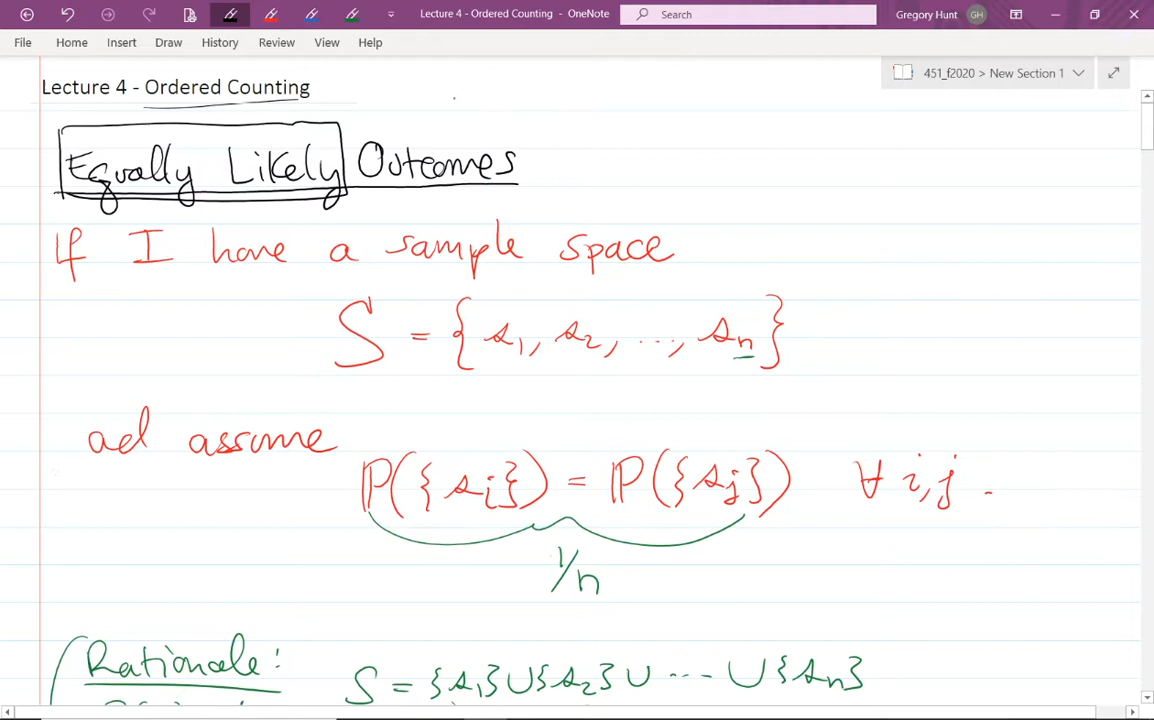 Lecture 4 - Ordered Counting - OneNote
Search
Gregory Hunt
GH
File Home Insert Draw History Review View Help
Lecture 4 - Ordered Counting
451_f2020 > New Section 1
Equally Likely Outcomes
If I have a sample space
S = {s₁, s₂, ..., sₙ}
ad assume
ℙ({sᵢ}) = ℙ({sⱼ}) ∀ i,j .
1/n
Rationale:
S = {s₁}∪{s₂}∪ ... ∪{sₙ}